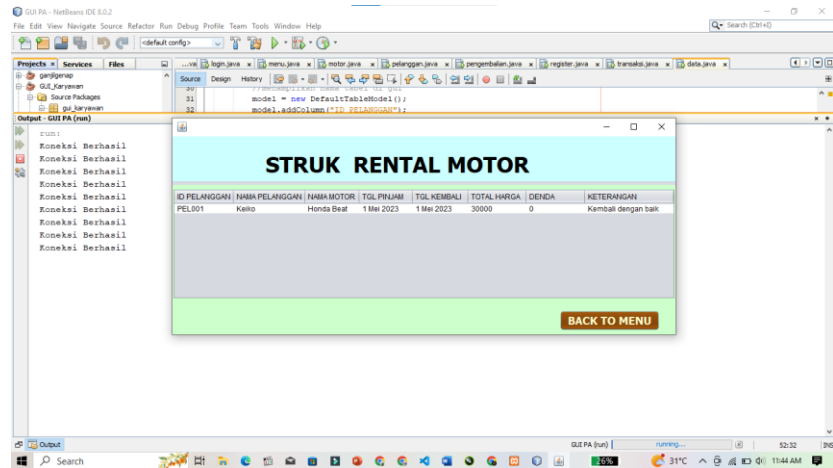 GUI PA - NetBeans IDE 8.0.2
File Edit View Navigate Source Refactor Run Debug Profile Team Tools Window Help
Search (Ctrl+I)
<default config>
Projects x Services Files
...va login.java x menu.java x motor.java x pelanggan.java x pengembalian.java x register.java x transaksi.java x data.java x
ganjilgenap
GUI_Karyawan
Source Packages
gui_karyawan
Source Design History
31 model = new DefaultTableModel();
32 model.addColumn("ID PELANGGAN");
Output - GUI PA (run)
run:
Koneksi Berhasil
Koneksi Berhasil
Koneksi Berhasil
Koneksi Berhasil
Koneksi Berhasil
Koneksi Berhasil
Koneksi Berhasil
Koneksi Berhasil
Koneksi Berhasil
STRUK RENTAL MOTOR
ID PELANGGAN NAMA PELANGGAN NAMA MOTOR TGL PINJAM TGL KEMBALI TOTAL HARGA DENDA KETERANGAN
PEL001 Keiko Honda Beat 1 Mei 2023 1 Mei 2023 30000 0 Kembali dengan baik
BACK TO MENU
Output
GUI PA (run) running... 52:32 INS
Search
26% 31°C 11:44 AM